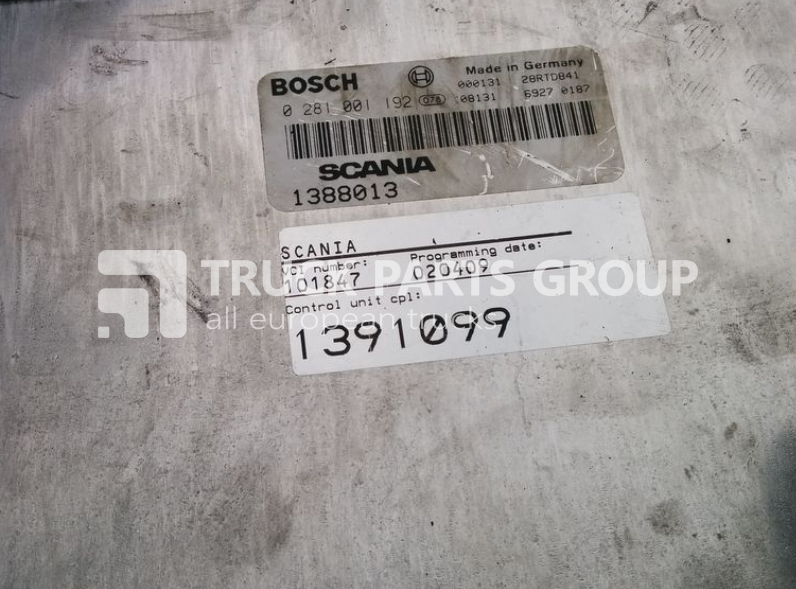 BOSCH Made in Germany
000131 28RTD841
0 281 001 192 076 :08131 6927 0187
SCANIA
1388013
SCANIA
VCI number: Programming date:
101847 020409
Control unit cpl:
1391099
TRUCK PARTS GROUP
all european trucks